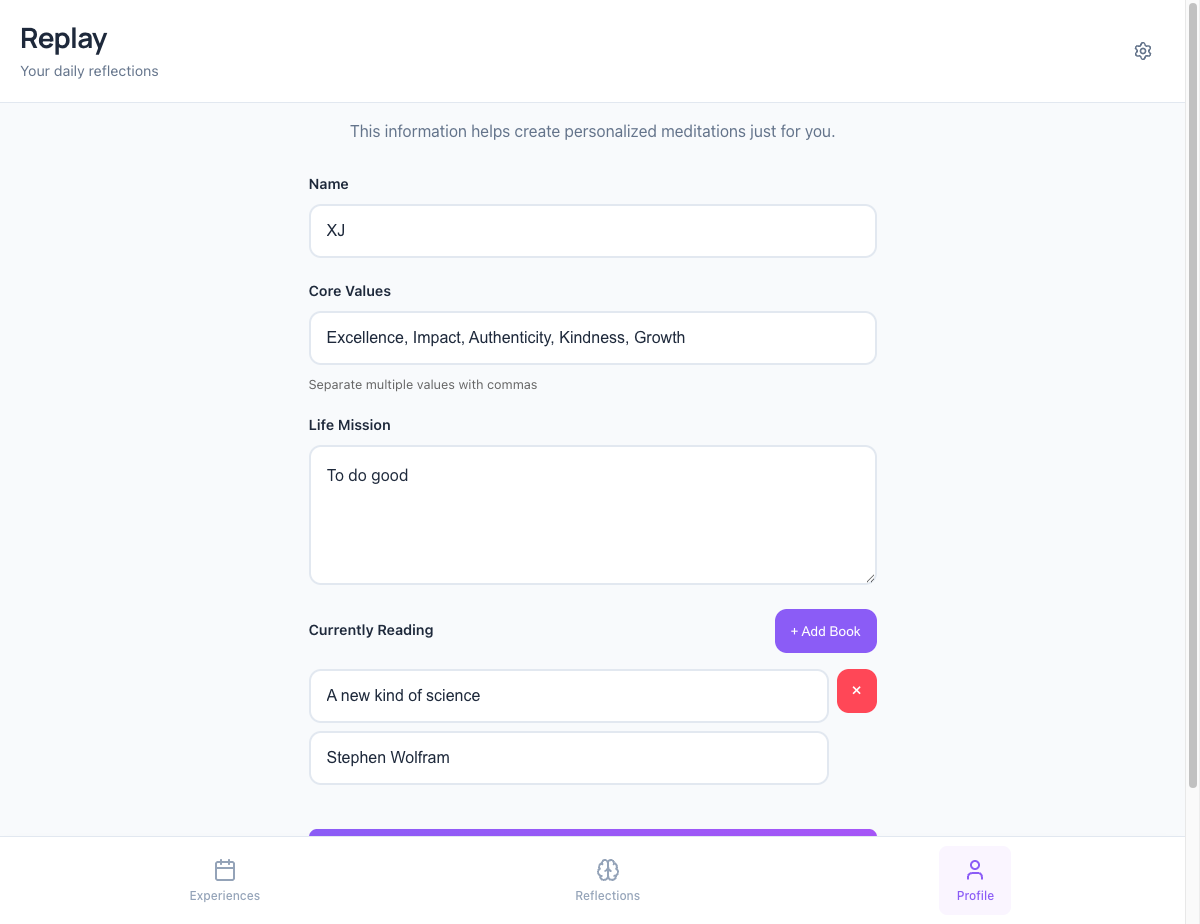 Replay
Your daily reflections
This information helps create personalized meditations just for you.
Name
XJ
Core Values
Excellence, Impact, Authenticity, Kindness, Growth
Separate multiple values with commas
Life Mission
To do good
Currently Reading
+ Add Book
A new kind of science
×
Stephen Wolfram
Experiences
Reflections
Profile